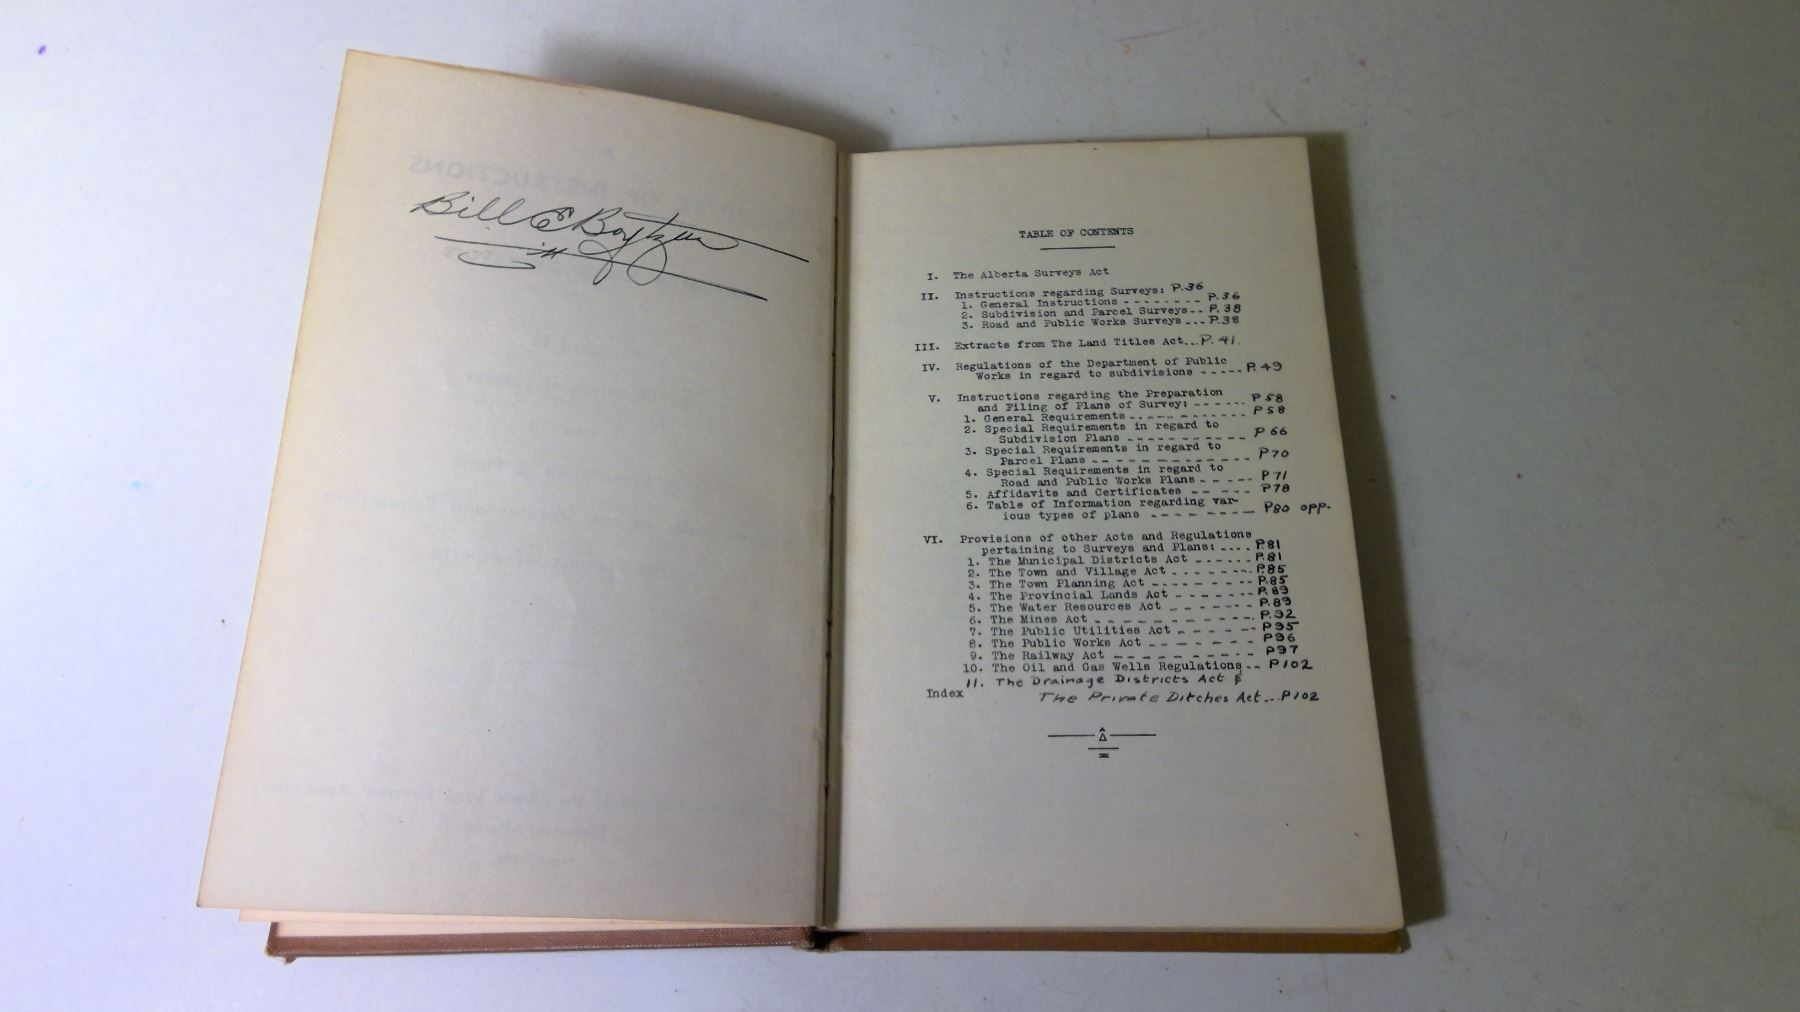 Bill E
TABLE OF CONTENTS
I. The Alberta Surveys Act
II. Instructions regarding Surveys: P.36
1. General Instructions - - - - - - - - P.36
2. Subdivision and Parcel Surveys-- P.38
3. Road and Public Works Surveys --- P.38
III. Extracts from The Land Titles Act...P.41.
IV. Regulations of the Department of Public
Works in regard to subdivisions - - - - - P.49
V. Instructions regarding the Preparation
and Filing of Plans of Survey: - - - - - - P58
1. General Requirements - - - - - - - - - - - P58
2. Special Requirements in regard to
Subdivision Plans - - - - - - - - - - - P66
3. Special Requirements in regard to
Parcel Plans - - - - - - - - - - - - - - P70
4. Special Requirements in regard to
Road and Public Works Plans - - - - - P71
5. Affidavits and Certificates - - - - - P78
6. Table of Information regarding var-
ious types of plans - - - - - - - - P80 opp.
VI. Provisions of other Acts and Regulations
pertaining to Surveys and Plans: .... P.81
1. The Municipal Districts Act - - - - - - P.81
2. The Town and Village Act - - - - - - - - P.85
3. The Town Planning Act - - - - - - - - - P.85
4. The Provincial Lands Act - - - - - - - P.89
5. The Water Resources Act - - - - - - - P.89
6. The Mines Act - - - - - - - - - - - - P.92
7. The Public Utilities Act - - - - - - P95
8. The Public Works Act - - - - - - - - P96
9. The Railway Act - - - - - - - - - - P97
10. The Oil and Gas Wells Regulations -- P102
11. The Drainage Districts Act &
Index The Private Ditches Act...P102